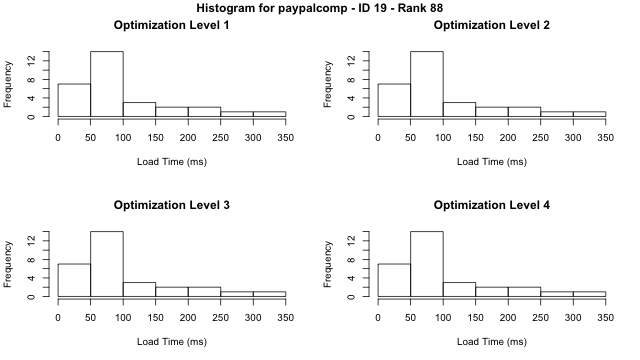 Histogram for paypalcomp - ID 19 - Rank 88
Optimization Level 1
Frequency
0 4 12
0 50 100 150 200 250 300 350
Load Time (ms)
Optimization Level 2
Frequency
0 4 12
0 50 100 150 200 250 300 350
Load Time (ms)
Optimization Level 3
Frequency
0 4 12
0 50 100 150 200 250 300 350
Load Time (ms)
Optimization Level 4
Frequency
0 4 12
0 50 100 150 200 250 300 350
Load Time (ms)